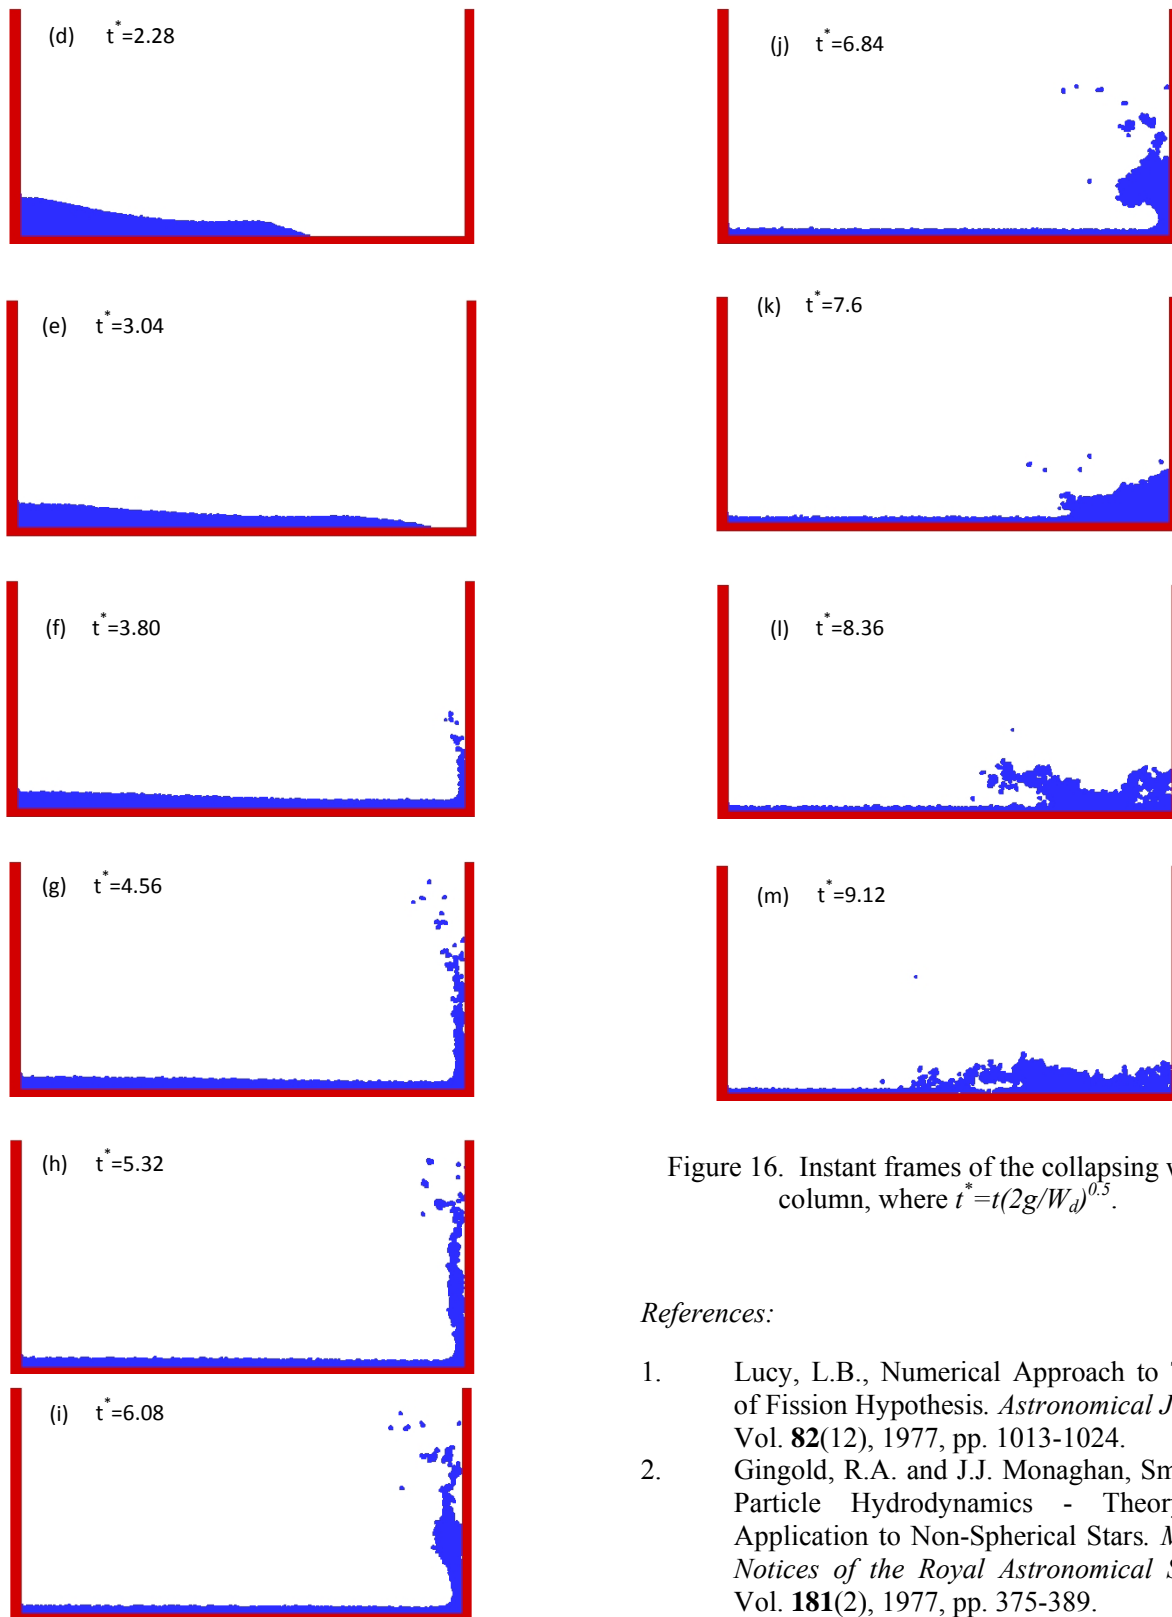 (d) t*=2.28
(e) t*=3.04
(f) t*=3.80
(g) t*=4.56
(h) t*=5.32
(i) t*=6.08
(j) t*=6.84
(k) t*=7.6
(l) t*=8.36
(m) t*=9.12
Figure 16. Instant frames of the collapsing
column, where t*=t(2g/Wd)0.5.
References:
1. Lucy, L.B., Numerical Approach to
of Fission Hypothesis. Astronomical
Vol. 82(12), 1977, pp. 1013-1024.
2. Gingold, R.A. and J.J. Monaghan,
Particle Hydrodynamics - Theory
Application to Non-Spherical Stars.
Notices of the Royal Astronomical
Vol. 181(2), 1977, pp. 375-389.